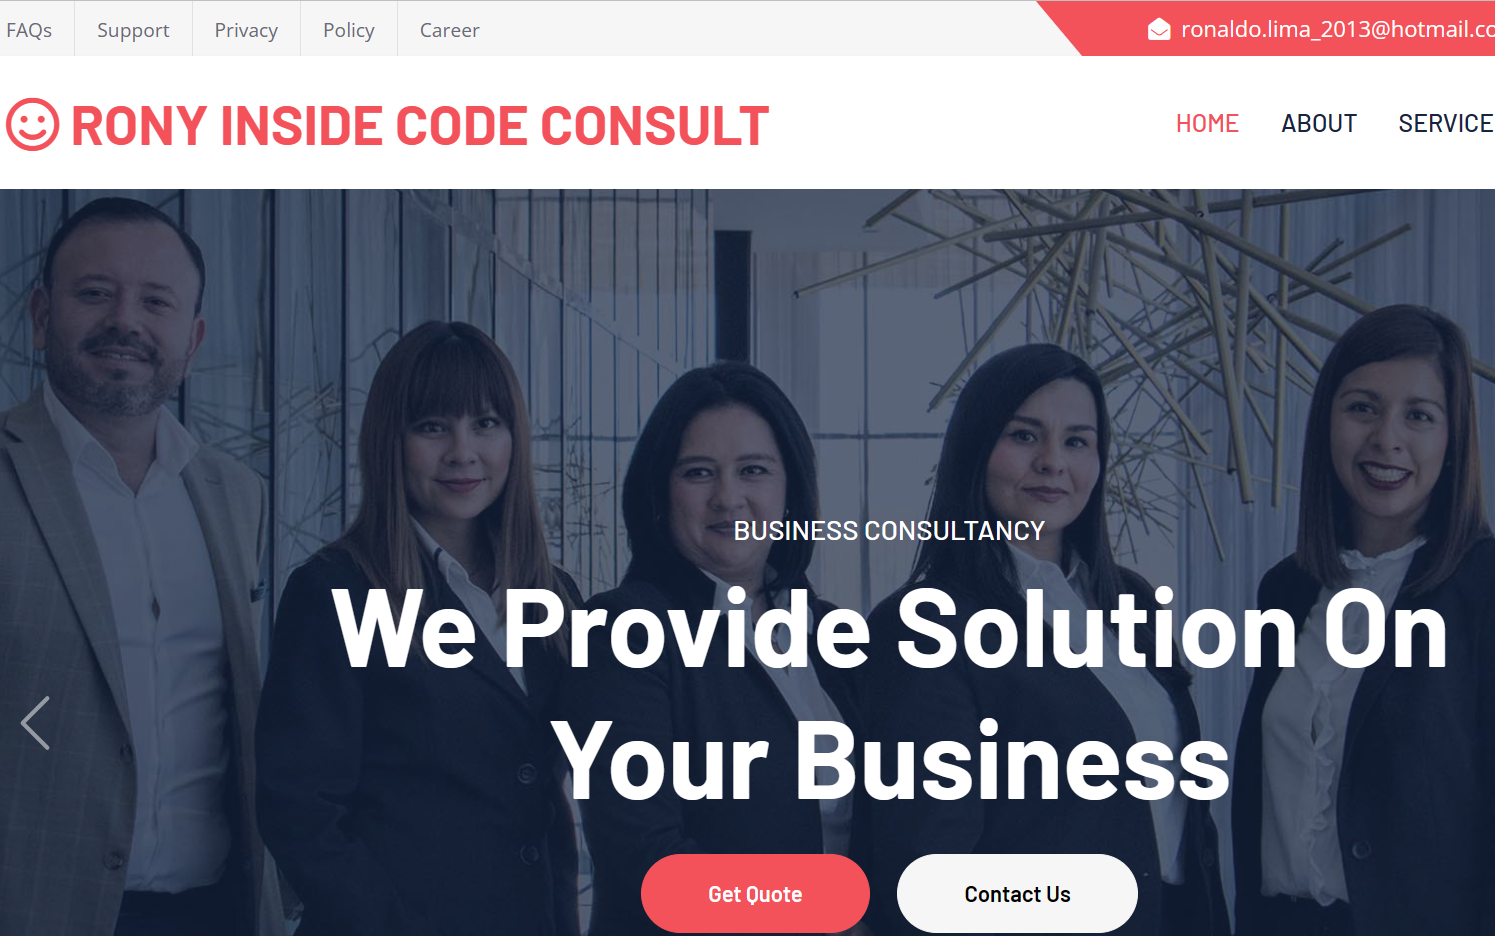 FAQs Support Privacy Policy Career ronaldo.lima_2013@hotmail.co
RONY INSIDE CODE CONSULT HOME ABOUT SERVICE
BUSINESS CONSULTANCY
We Provide Solution On
Your Business
Get Quote Contact Us